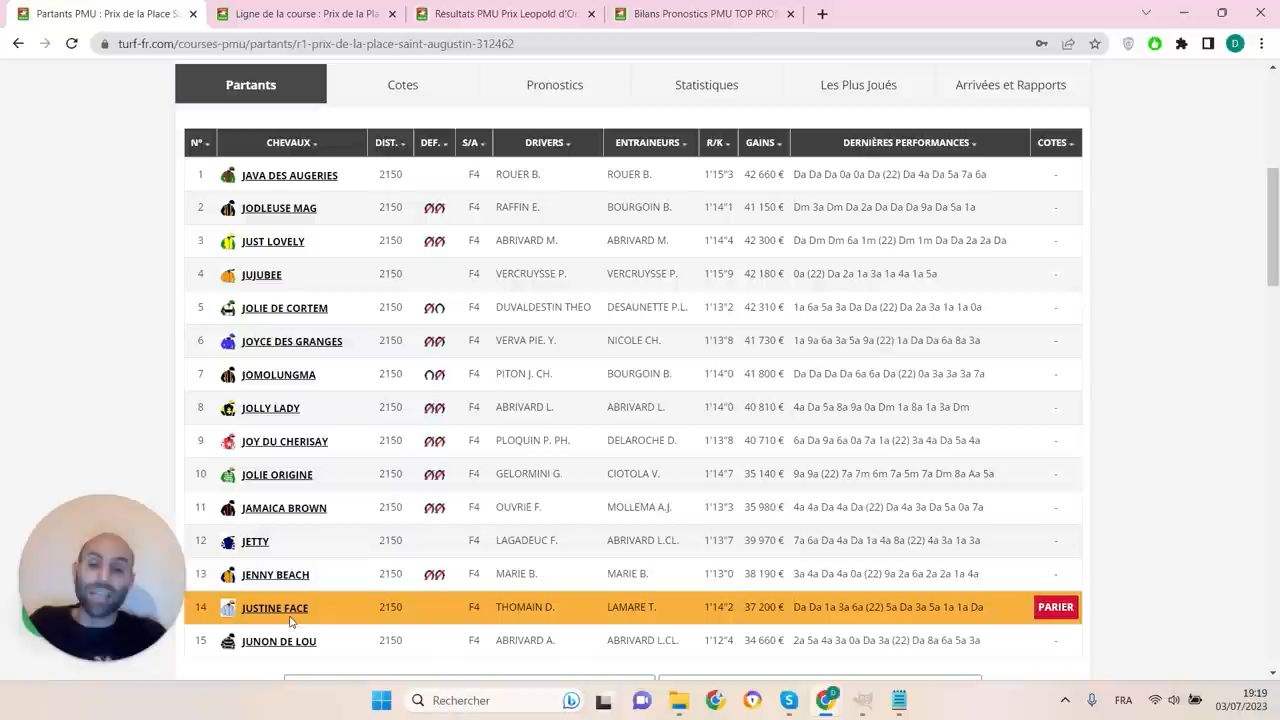 Partants PMU : Prix de la Place S
Ligne de la course : Java de la Pl
Résultats PMU Prix Leopold d'Or
Bilans Pronostics PMU TOP PRO
turf-fr.com/courses-pmu/partants/r1-prix-de-la-place-saint-augustin-312462
Partants Cotes Pronostics Statistiques Les Plus Joués Arrivées et Rapports
N° CHEVAUX DIST. DEF. S/A DRIVERS ENTRAINEURS R/K GAINS DERNIÈRES PERFORMANCES COTES
1 JAVA DES AUGERIES 2150 F4 ROUER B. ROUER B. 1'15"3 42 660 € Da Da Da 0a 0a Da (22) Da 4a Da 5a 7a 6a -
2 JODLEUSE MAG 2150 F4 RAFFIN E. BOURGOIN B. 1'14"1 41 150 € Dm 3a Dm Da 2a Da Da Da 9a Da 5a 1a -
3 JUST LOVELY 2150 F4 ABRIVARD M. ABRIVARD M. 1'14"4 42 300 € Da Dm Dm 6a 1m (22) Dm 1m Da Da 2a 2a Da -
4 JUJUBEE 2150 F4 VERCRUYSSE P. VERCRUYSSE P. 1'15"9 42 180 € 0a (22) Da 2a 1a 3a 1a 4a 1a 5a -
5 JOLIE DE CORTEM 2150 F4 DUVALDESTIN THEO DESAUNETTE P.L. 1'13"2 42 310 € 1a 6a 5a 3a Da Da (22) Da 2a 3a 1a 1a 0a -
6 JOYCE DES GRANGES 2150 F4 VERVA PIE. Y. NICOLE CH. 1'13"8 41 730 € 1a 9a 6a 3a 5a 9a (22) 1a Da Da 6a 8a 3a -
7 JOMOLUNGMA 2150 F4 PITON J. CH. BOURGOIN B. 1'14"0 41 800 € Da Da Da Da 6a 6a Da (22) 0a 3a 3a 3a 7a -
8 JOLLY LADY 2150 F4 ABRIVARD L. ABRIVARD L. 1'14"0 40 810 € 4a Da 5a 8a 9a 0a Dm 1a 8a 1a 3a Dm -
9 JOY DU CHERISAY 2150 F4 PLOQUIN P. PH. DELAROCHE D. 1'13"8 40 710 € 6a Da 9a 6a 0a 7a 1a (22) 3a 4a Da 5a 4a -
10 JOLIE ORIGINE 2150 F4 GELORMINI G. CIOTOLA V. 1'14"7 35 140 € 9a 9a (22) 7a 7m 6m 7a 5m 7a Dm 8a Aa 5a -
11 JAMAICA BROWN 2150 F4 OUVRIE F. MOLLEMA A.J. 1'13"3 35 980 € 4a 4a Da 4a Da (22) Da 4a 3a Da 5a 0a 7a -
12 JETTY 2150 F4 LAGADEUC F. ABRIVARD L.CL. 1'13"7 39 970 € 7a 6a Da 4a Da 1a 4a 8a (22) 4a 3a 1a 3a -
13 JENNY BEACH 2150 F4 MARIE B. MARIE B. 1'13"0 38 190 € 3a 4a Da 4a 0a (22) 9a 2a 6a 2a 2a 1a 4a -
14 JUSTINE FACE 2150 F4 THOMAIN D. LAMARE T. 1'14"2 37 200 € Da Da 1a 3a 6a (22) 5a Da 3a 5a 1a 1a Da PARIER
15 JUNON DE LOU 2150 F4 ABRIVARD A. ABRIVARD L.CL. 1'12"4 34 660 € 2a 5a 4a 3a 0a Da 3a (22) Da 8a 6a 5a 3a -
Rechercher
FRA
19:19
03/07/2023